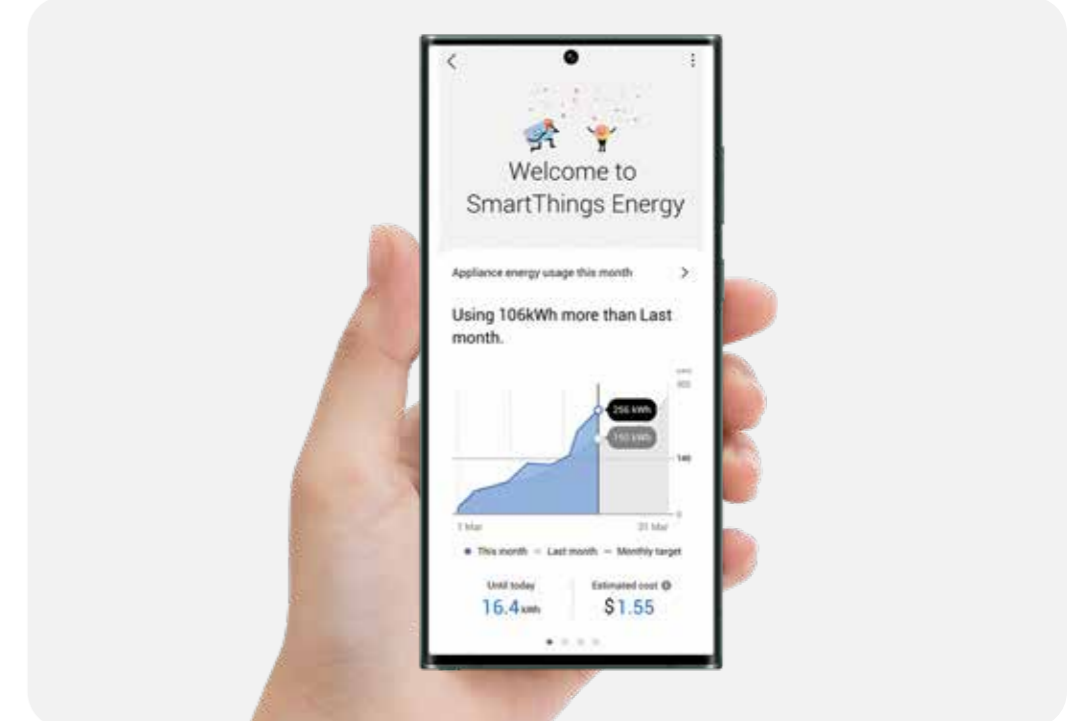 Welcome to
SmartThings Energy
Appliance energy usage this month
Using 106kWh more than Last
month.
256 kWh
150 kWh
140
0
1 Mar
31 Mar
This month
Last month
Monthly target
Until today
Estimated cost
16.4 kWh
$1.55